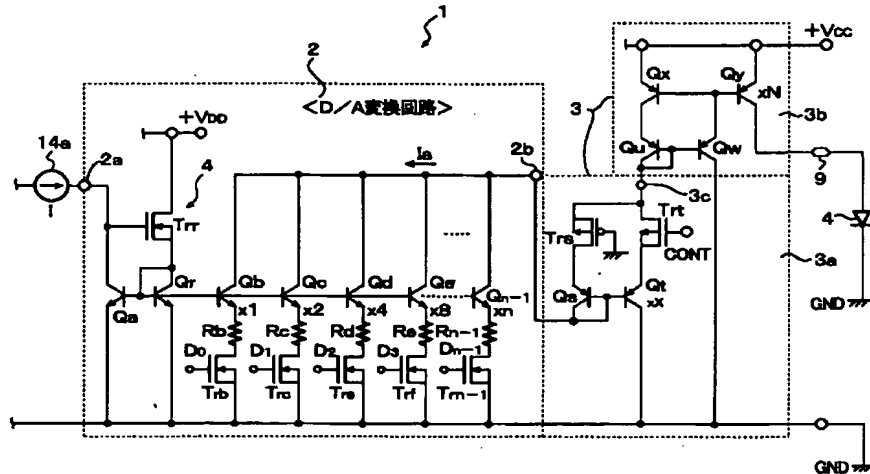 1
2
<D/A変換回路>
+VDD
+VCC
14a
2a
4
I
Trr
Qa
Qr
Qb
Qc
Qd
Qe
Qn-1
x1
x2
x4
x8
xn
Rb
Rc
Rd
Re
Rn-1
D0
D1
D2
D3
Dn-1
Trb
Trc
Tre
Trf
Trn-1
Ia
2b
3
Qx
Qy
xN
3b
Qu
Qw
3c
9
Trs
Trt
CONT
4
3a
Qs
Qt
xX
GND
GND